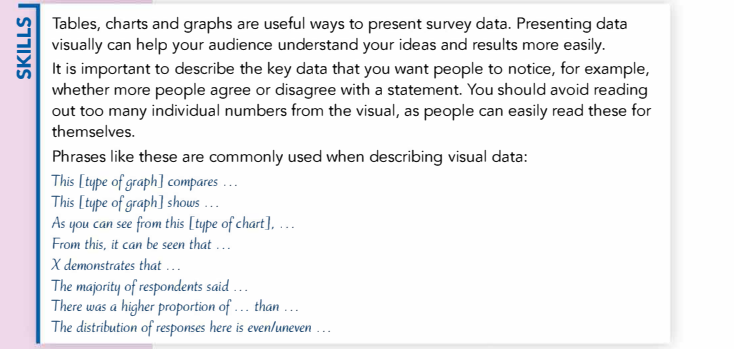 SKILLS
Tables, charts and graphs are useful ways to present survey data. Presenting data
visually can help your audience understand your ideas and results more easily.
It is important to describe the key data that you want people to notice, for example,
whether more people agree or disagree with a statement. You should avoid reading
out too many individual numbers from the visual, as people can easily read these for
themselves.
Phrases like these are commonly used when describing visual data:
This [type of graph] compares …
This [type of graph] shows …
As you can see from this [type of chart], …
From this, it can be seen that …
X demonstrates that …
The majority of respondents said …
There was a higher proportion of … than …
The distribution of responses here is even/uneven …